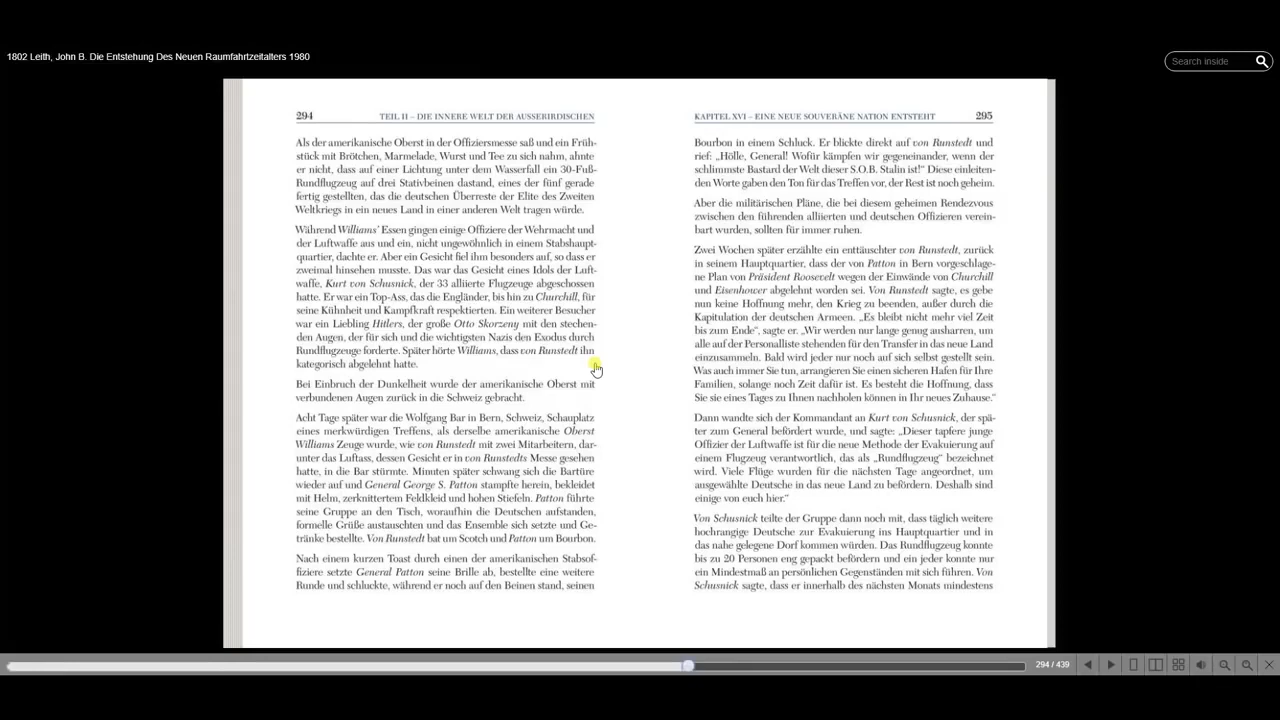 1802 Leith, John B. Die Entstehung Des Neuen Raumfahrtzeitalters 1980
Search inside
294 TEIL II – DIE INNERE WELT DER AUSSERIRDISCHEN
Als der amerikanische Oberst in der Offiziersmesse saß und ein Früh-
stück mit Brötchen, Marmelade, Wurst und Tee zu sich nahm, ahnte
er nicht, dass auf einer Lichtung unter dem Wasserfall ein 30-Fuß-
Rundflugzeug auf drei Stativbeinen dastand, eines der fünf gerade
fertig gestellten, das die deutschen Überreste der Elite des Zweiten
Weltkriegs in ein neues Land in einer anderen Welt tragen würde.
Während Williams' Essen gingen einige Offiziere der Wehrmacht und
der Luftwaffe aus und ein, nicht ungewöhnlich in einem Stabshaupt-
quartier, dachte er. Aber ein Gesicht fiel ihm besonders auf, so dass er
zweimal hinsehen musste. Das war das Gesicht eines Idols der Luft-
waffe, Kurt von Schusnick, der 33 alliierte Flugzeuge abgeschossen
hatte. Er war ein Top-Ass, das die Engländer, bis hin zu Churchill, für
seine Kühnheit und Kampfkraft respektierten. Ein weiterer Besucher
war ein Liebling Hitlers, der große Otto Skorzeny mit den stechen-
den Augen, der für sich und die wichtigsten Nazis den Exodus durch
Rundflugzeuge forderte. Später hörte Williams, dass von Runstedt ihn
kategorisch abgelehnt hatte.
Bei Einbruch der Dunkelheit wurde der amerikanische Oberst mit
verbundenen Augen zurück in die Schweiz gebracht.
Acht Tage später war die Wolfgang Bar in Bern, Schweiz, Schauplatz
eines merkwürdigen Treffens, als derselbe amerikanische Oberst
Williams Zeuge wurde, wie von Runstedt mit zwei Mitarbeitern, dar-
unter das Luftass, dessen Gesicht er in von Runstedts Messe gesehen
hatte, in die Bar stürmte. Minuten später schwang sich die Bartüre
wieder auf und General George S. Patton stampfte herein, bekleidet
mit Helm, zerknittertem Feldkleid und hohen Stiefeln. Patton führte
seine Gruppe an den Tisch, woraufhin die Deutschen aufstanden,
formelle Grüße austauschten und das Ensemble sich setzte und Ge-
tränke bestellte. Von Runstedt bat um Scotch und Patton um Bourbon.
Nach einem kurzen Toast durch einen der amerikanischen Stabsof-
fiziere setzte General Patton seine Brille ab, bestellte eine weitere
Runde und schluckte, während er noch auf den Beinen stand, seinen
KAPITEL XVI – EINE NEUE SOUVERÄNE NATION ENTSTEHT 295
Bourbon in einem Schluck. Er blickte direkt auf von Runstedt und
rief: „Hölle, General! Wofür kämpfen wir gegeneinander, wenn der
schlimmste Bastard der Welt dieser S.O.B. Stalin ist!“ Diese einleiten-
den Worte gaben den Ton für das Treffen vor, der Rest ist noch geheim.
Aber die militärischen Pläne, die bei diesem geheimen Rendezvous
zwischen den führenden alliierten und deutschen Offizieren verein-
bart wurden, sollten für immer ruhen.
Zwei Wochen später erzählte ein enttäuschter von Runstedt, zurück
in seinem Hauptquartier, dass der von Patton in Bern vorgeschlage-
ne Plan von Präsident Roosevelt wegen der Einwände von Churchill
und Eisenhower abgelehnt worden sei. Von Runstedt sagte, es gebe
nun keine Hoffnung mehr, den Krieg zu beenden, außer durch die
Kapitulation der deutschen Armeen. „Es bleibt nicht mehr viel Zeit
bis zum Ende“, sagte er. „Wir werden nur lange genug ausharren, um
alle auf der Personalliste stehenden für den Transfer in das neue Land
einzusammeln. Bald wird jeder nur noch auf sich selbst gestellt sein.
Was auch immer Sie tun, arrangieren Sie einen sicheren Hafen für Ihre
Familien, solange noch Zeit dafür ist. Es besteht die Hoffnung, dass
Sie sie eines Tages zu Ihnen nachholen können in Ihr neues Zuhause.“
Dann wandte sich der Kommandant an Kurt von Schusnick, der spä-
ter zum General befördert wurde, und sagte: „Dieser tapfere junge
Offizier der Luftwaffe ist für die neue Methode der Evakuierung auf
einem Flugzeug verantwortlich, das als „Rundflugzeug“ bezeichnet
wird. Viele Flüge wurden für die nächsten Tage angeordnet, um
ausgewählte Deutsche in das neue Land zu befördern. Deshalb sind
einige von euch hier.“
Von Schusnick teilte der Gruppe dann noch mit, dass täglich weitere
hochrangige Deutsche zur Evakuierung ins Hauptquartier und in
das nahe gelegene Dorf kommen würden. Das Rundflugzeug konnte
bis zu 20 Personen eng gepackt befördern und ein jeder konnte nur
ein Mindestmaß an persönlichen Gegenständen mit sich führen. Von
Schusnick sagte, dass er innerhalb des nächsten Monats mindestens
294 / 439